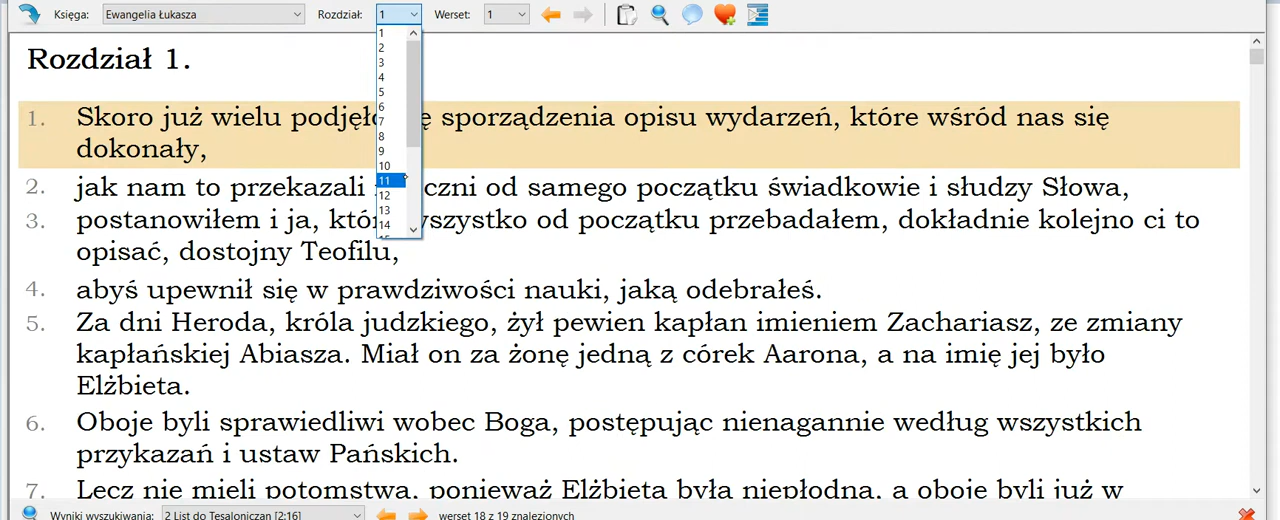 Księga: Ewangelia Łukasza Rozdział: 1 Werset: 1
Rozdział 1.
1
2
3
4
5
6
7
8
9
10
11
12
13
14
1. Skoro już wielu sporządzenia opisu wydarzeń, które wśród nas się
dokonały,
2. jak nam to przekazali od samego początku świadkowie i słudzy Słowa,
3. postanowiłem i ja, wszystko od początku przebadałem, dokładnie kolejno ci to
opisać, dostojny Teofilu,
4. abyś upewnił się w prawdziwości nauki, jaką odebrałeś.
5. Za dni Heroda, króla judzkiego, żył pewien kapłan imieniem Zachariasz, ze zmiany
kapłańskiej Abiasza. Miał on za żonę jedną z córek Aarona, a na imię jej było
Elżbieta.
6. Oboje byli sprawiedliwi wobec Boga, postępując nienagannie według wszystkich
przykazań i ustaw Pańskich.
7. Lecz nie mieli potomstwa, ponieważ Elżbieta była niepłodna, a oboje byli już w
Wyniki wyszukiwania: 2 List do Tesaloniczan [2:16] werset 18 z 19 znalezionych